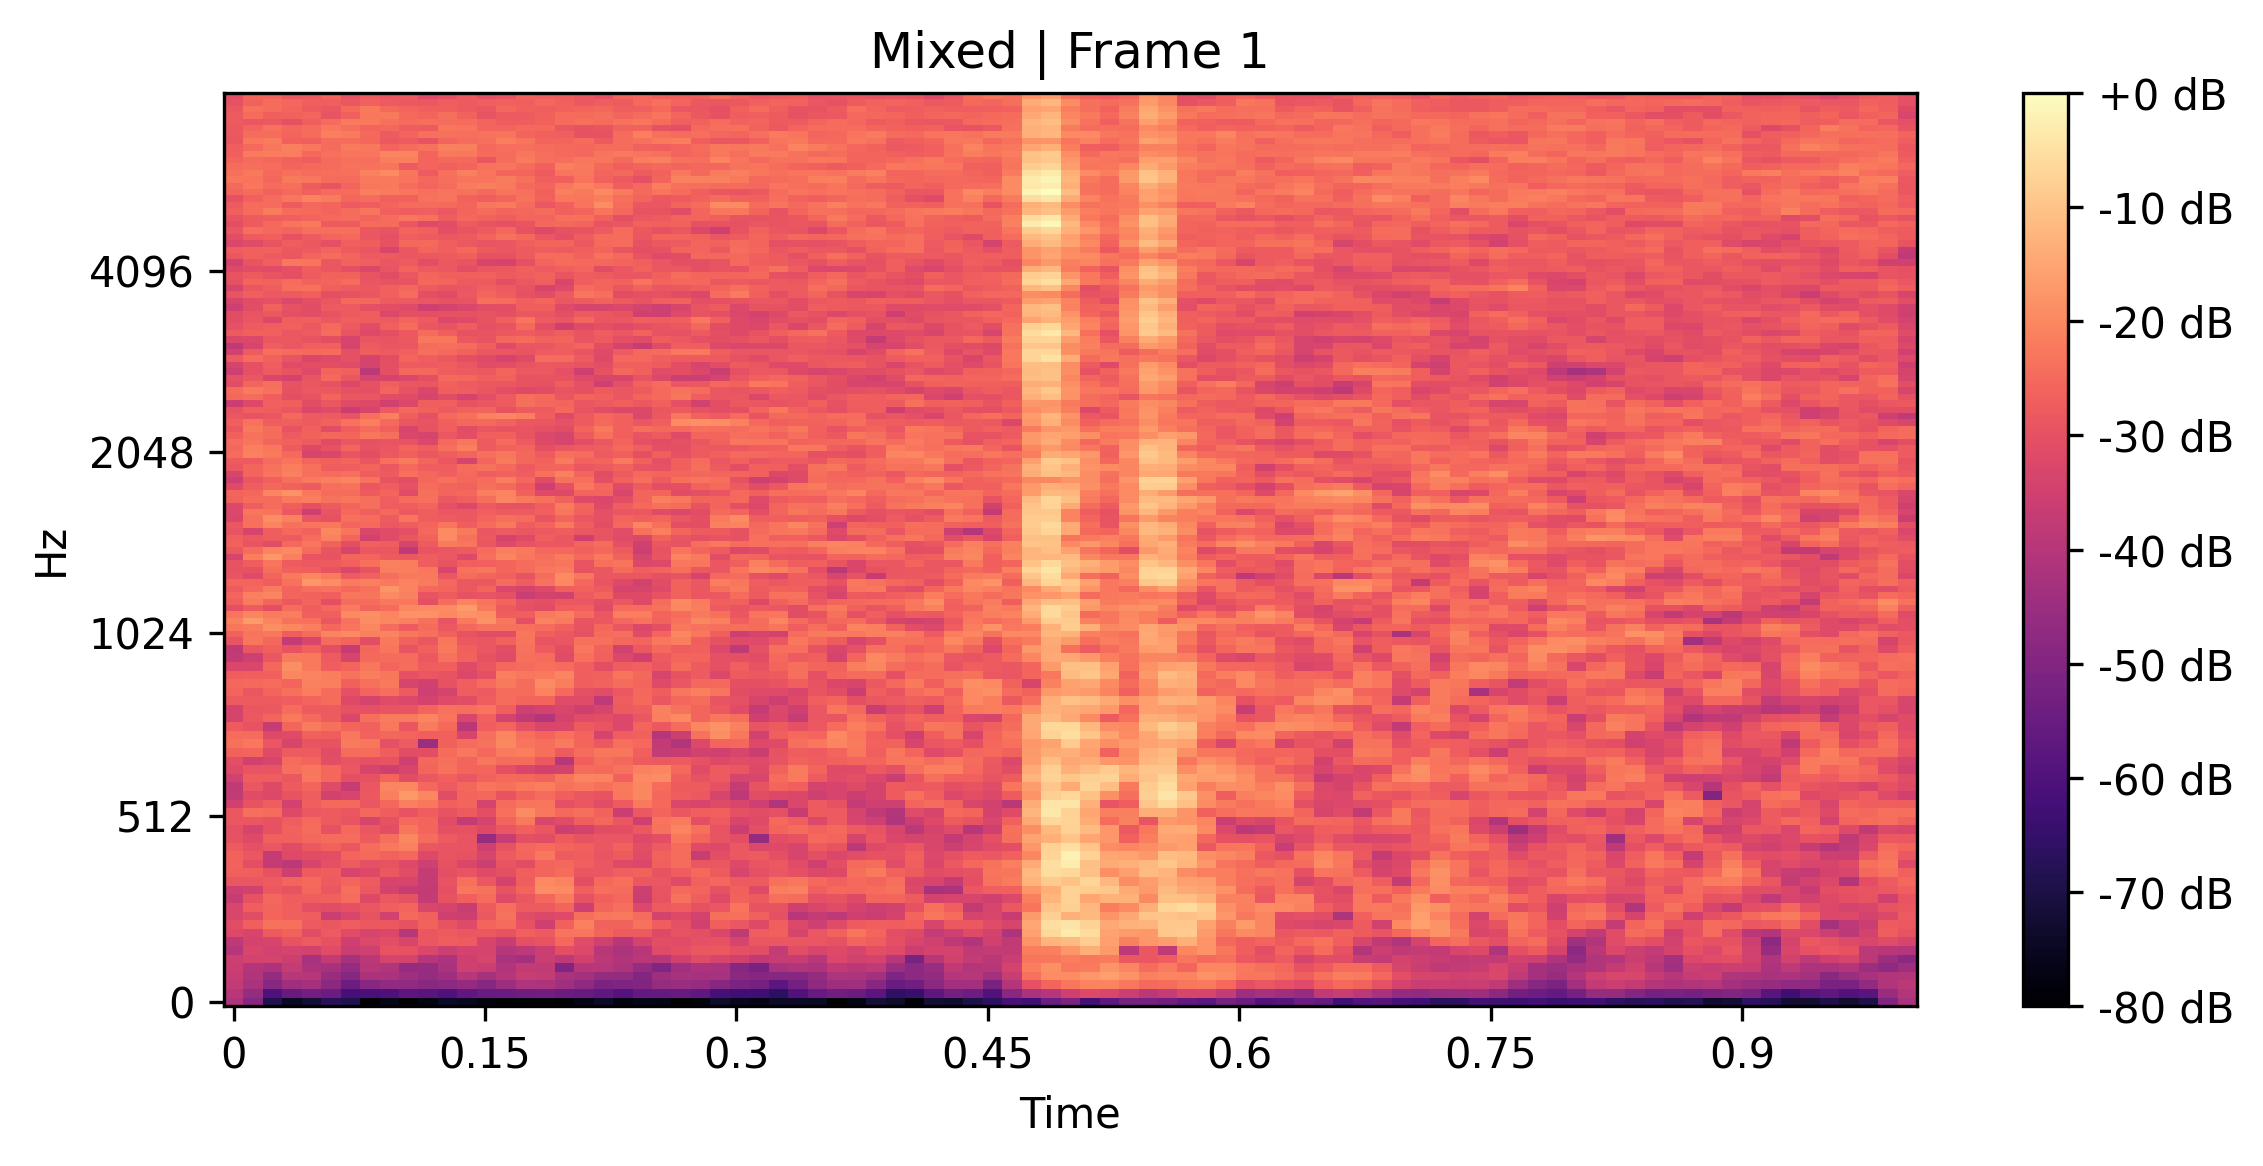 Mixed | Frame 1
+0 dB
-10 dB
-20 dB
-30 dB
-40 dB
-50 dB
-60 dB
-70 dB
-80 dB
4096
2048
1024
512
0
Hz
0 0.15 0.3 0.45 0.6 0.75 0.9
Time